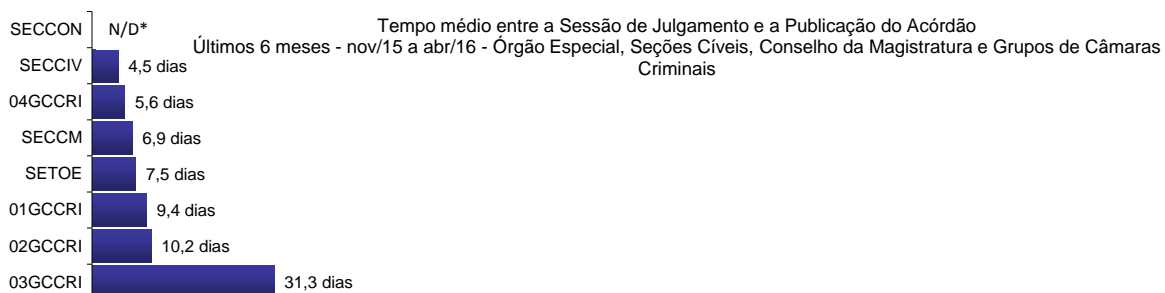 Tempo médio entre a Sessão de Julgamento e a Publicação do Acórdão
Últimos 6 meses - nov/15 a abr/16 - Órgão Especial, Seções Cíveis, Conselho da Magistratura e Grupos de Câmaras
Criminais
SECCON N/D*
SECCIV 4,5 dias
04GCCRI 5,6 dias
SECCM 6,9 dias
SETOE 7,5 dias
01GCCRI 9,4 dias
02GCCRI 10,2 dias
03GCCRI 31,3 dias